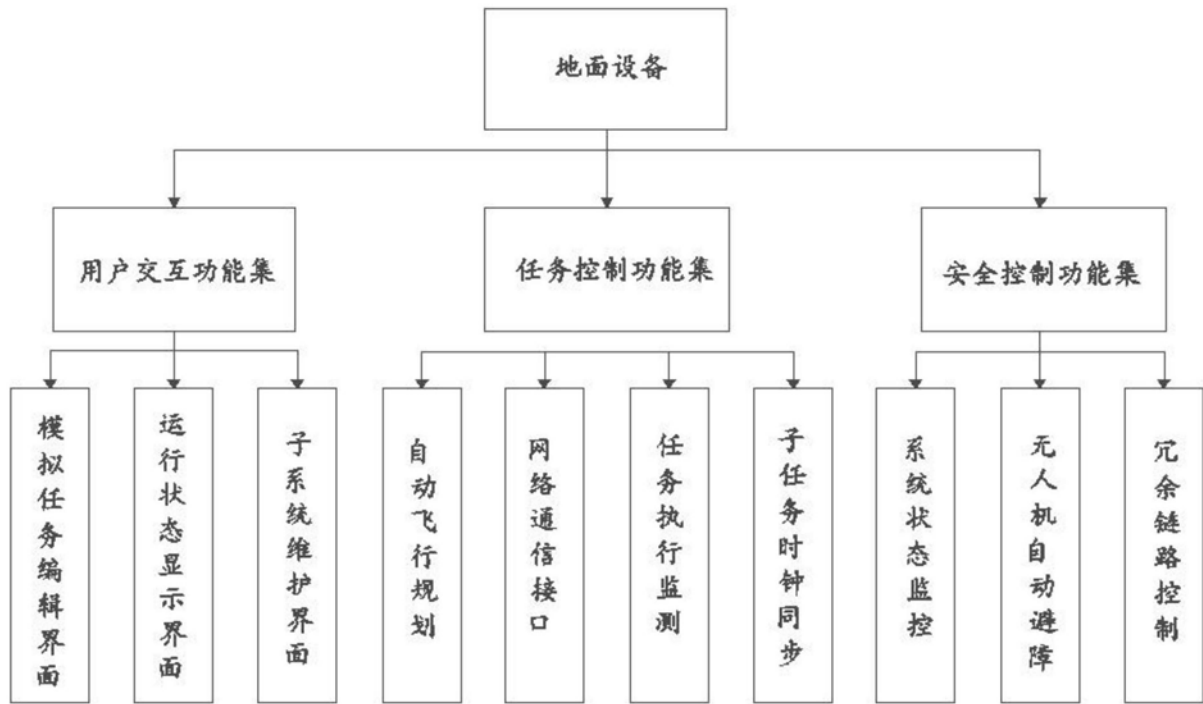 地面设备
用户交互功能集
任务控制功能集
安全控制功能集
模拟任务编辑界面
运行状态显示界面
子系统维护界面
自动飞行规划
网络通信接口
任务执行监测
子任务时钟同步
系统状态监控
无人机自动避障
冗余链路控制